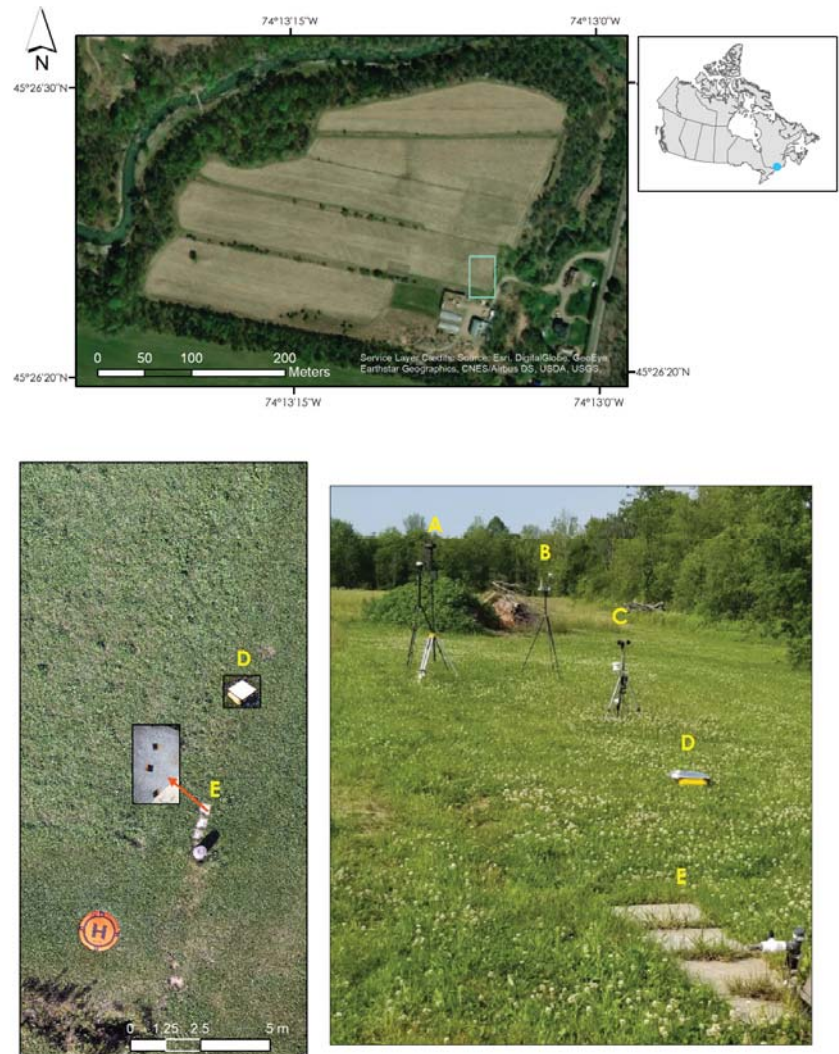 74°13'15"W
74°13'0"W
N
45°26'30"N
0 50 100 200
Meters
Service Layer Credits: Source: Esri, DigitalGlobe, GeoEye,
Earthstar Geographics, CNES/Airbus DS, USDA, USGS,
45°26'20"N
45°26'20"N
74°13'15"W
74°13'0"W
D
E
H
0 1.25 2.5 5 m
A
B
C
D
E